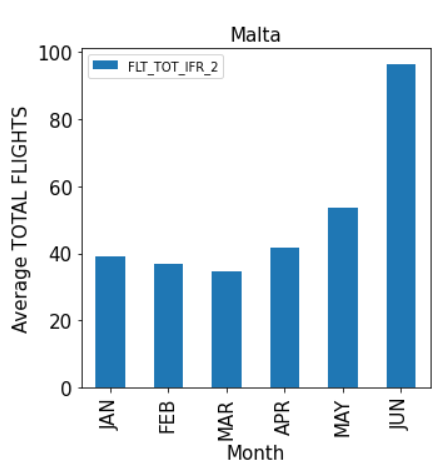 Malta
FLT_TOT_IFR_2
Average TOTAL FLIGHTS
100
80
60
40
20
0
JAN
FEB
MAR
APR
MAY
JUN
Month